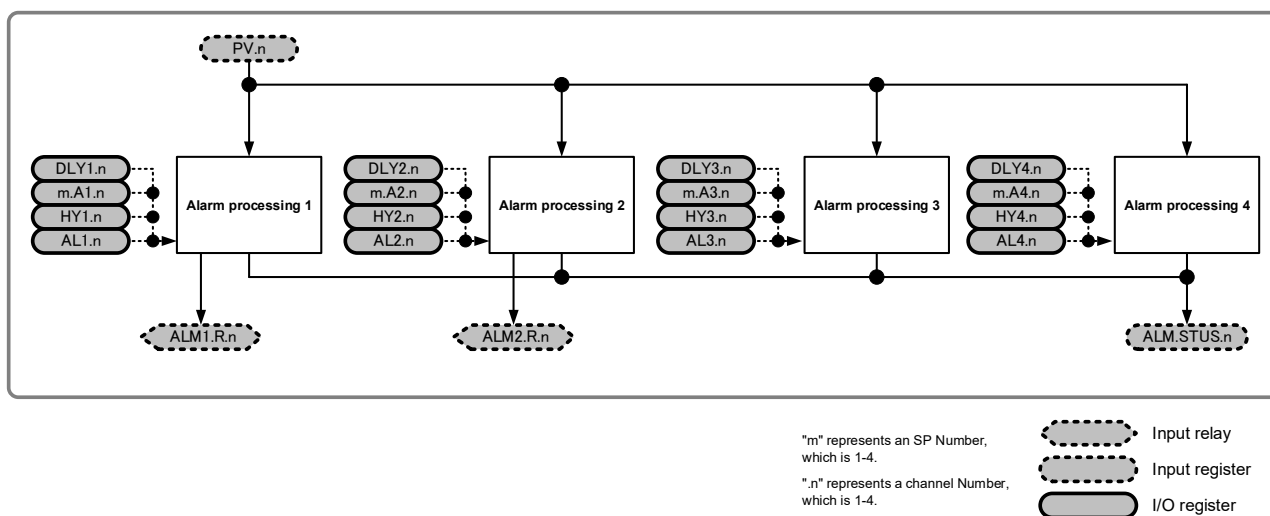 PV.n
DLY1.n
m.A1.n
HY1.n
AL1.n
Alarm processing 1
DLY2.n
m.A2.n
HY2.n
AL2.n
Alarm processing 2
DLY3.n
m.A3.n
HY3.n
AL3.n
Alarm processing 3
DLY4.n
m.A4.n
HY4.n
AL4.n
Alarm processing 4
ALM1.R.n
ALM2.R.n
ALM.STUS.n
"m" represents an SP Number,
which is 1-4.
".n" represents a channel Number,
which is 1-4.
Input relay
Input register
I/O register